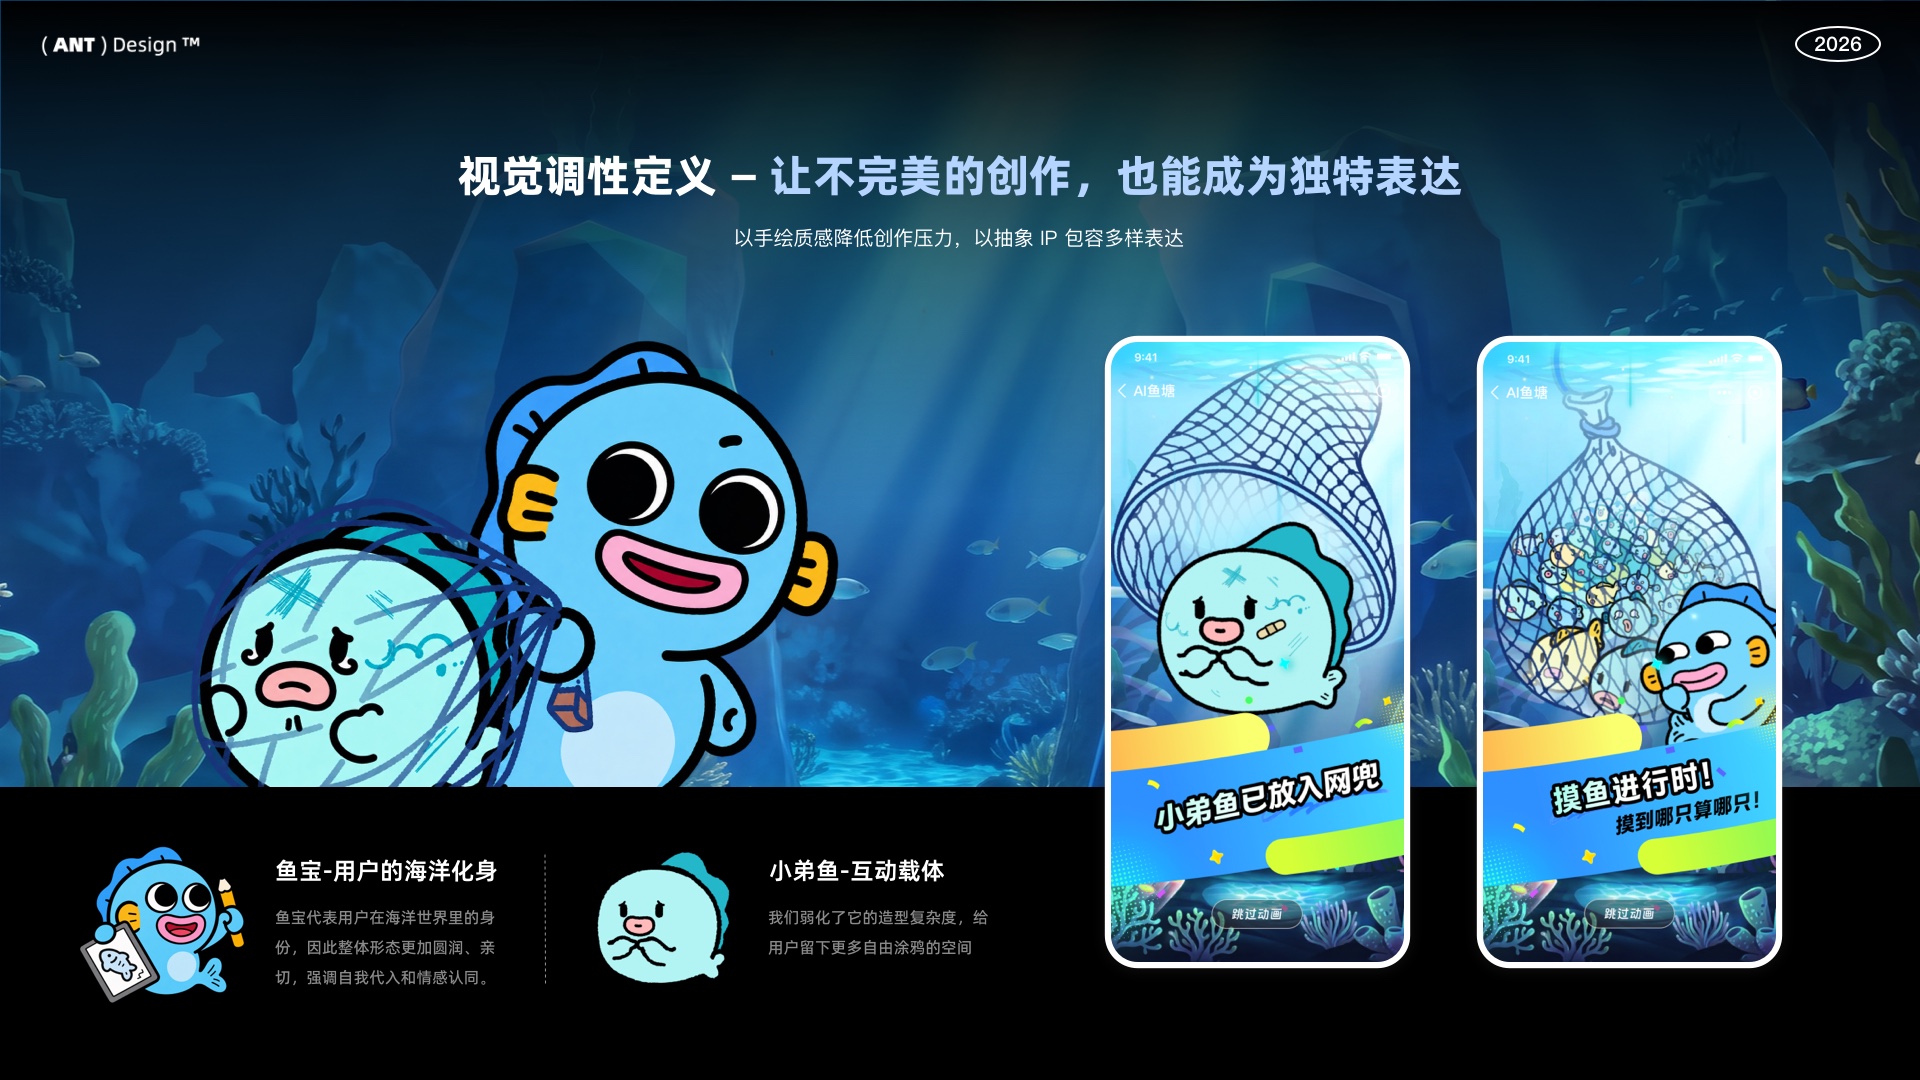 ( ANT ) Design ™
2026
视觉调性定义 – 让不完美的创作，也能成为独特表达
以手绘质感降低创作压力，以抽象 IP 包容多样表达
9:41
AI鱼塘
小弟鱼已放入网兜
跳过动画
9:41
AI鱼塘
摸鱼进行时！
摸到哪只算哪只！
跳过动画
鱼宝-用户的海洋化身
鱼宝代表用户在海洋世界里的身
份，因此整体形态更加圆润、亲
切，强调自我代入和情感认同。
小弟鱼-互动载体
我们弱化了它的造型复杂度，给
用户留下更多自由涂鸦的空间